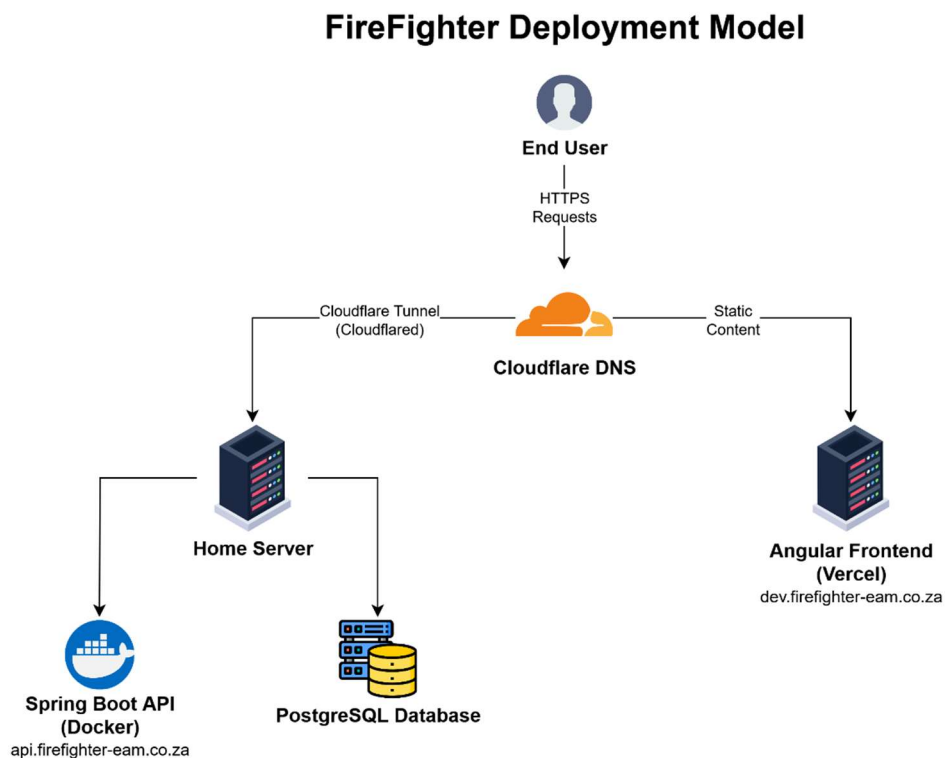 FireFighter Deployment Model
End User
HTTPS
Requests
Cloudflare Tunnel
(Cloudflared)
Static
Content
Cloudflare DNS
Home Server
Angular Frontend
(Vercel)
dev.firefighter-eam.co.za
Spring Boot API
(Docker)
api.firefighter-eam.co.za
PostgreSQL Database